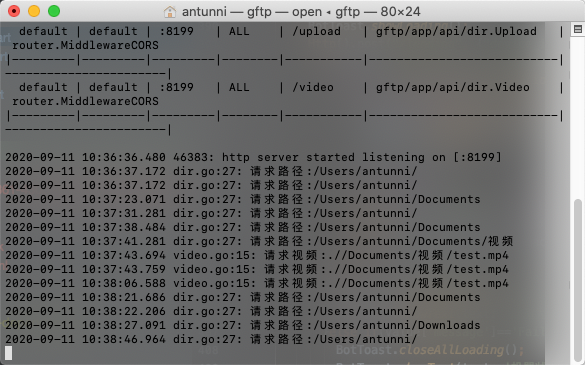 antunni — gftp — open ◂ gftp — 80×24
default | default | :8199 | ALL | /upload | gftp/app/api/dir.Upload |
router.MiddlewareCORS
|---------|---------|---------|--------|-----------|---------------------------|
-----------------------|
default | default | :8199 | ALL | /video | gftp/app/api/dir.Video |
router.MiddlewareCORS
|---------|---------|---------|--------|-----------|---------------------------|
-----------------------|
2020-09-11 10:36:36.480 46383: http server started listening on [:8199]
2020-09-11 10:36:37.172 dir.go:27: 请求路径:/Users/antunni/
2020-09-11 10:36:37.172 dir.go:27: 请求路径:/Users/antunni/
2020-09-11 10:37:23.071 dir.go:27: 请求路径:/Users/antunni/Documents
2020-09-11 10:37:31.281 dir.go:27: 请求路径:/Users/antunni/
2020-09-11 10:37:38.484 dir.go:27: 请求路径:/Users/antunni/Documents
2020-09-11 10:37:41.281 dir.go:27: 请求路径:/Users/antunni/Documents/视频
2020-09-11 10:37:43.694 video.go:15: 请求视频:.//Documents/视频/test.mp4
2020-09-11 10:37:43.759 video.go:15: 请求视频:.//Documents/视频/test.mp4
2020-09-11 10:38:06.588 video.go:15: 请求视频:.//Documents/视频/test.mp4
2020-09-11 10:38:21.686 dir.go:27: 请求路径:/Users/antunni/Documents
2020-09-11 10:38:22.206 dir.go:27: 请求路径:/Users/antunni/
2020-09-11 10:38:27.091 dir.go:27: 请求路径:/Users/antunni/Downloads
2020-09-11 10:38:46.964 dir.go:27: 请求路径:/Users/antunni/
botToast.closeAllLoading();